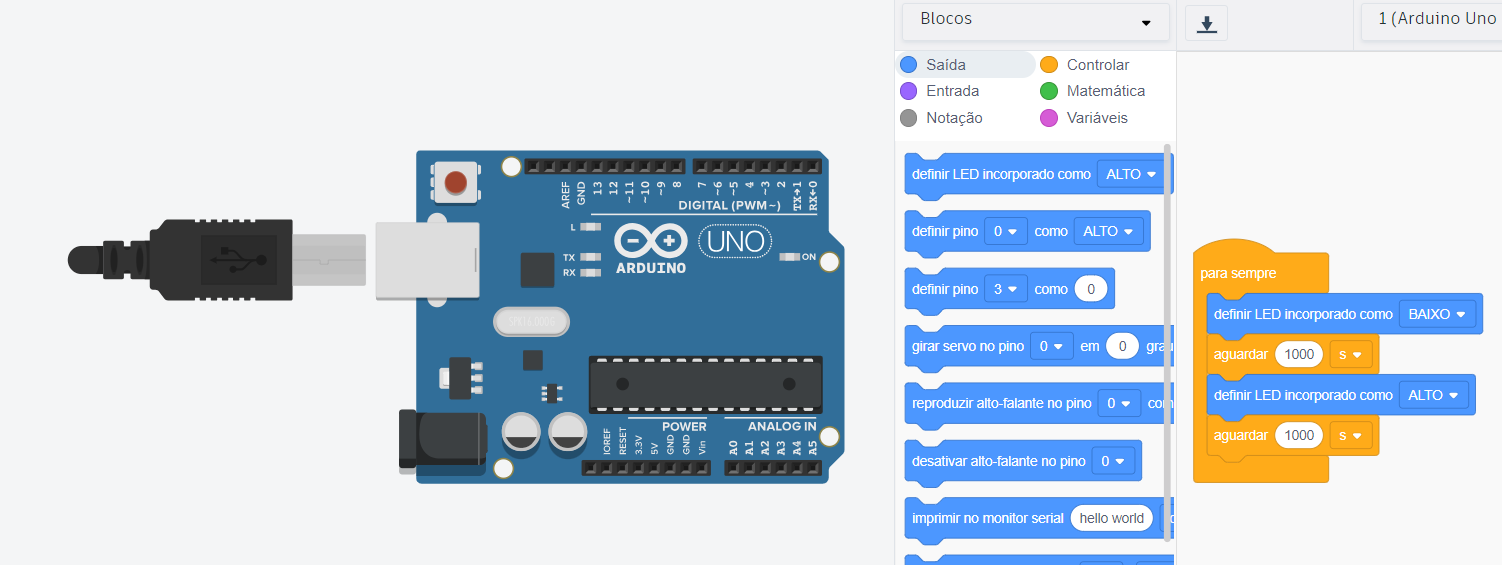 Blocos
1 (Arduino Uno
Saída
Controlar
Entrada
Matemática
Notação
Variáveis
definir LED incorporado como ALTO
definir pino 0 como ALTO
definir pino 3 como 0
girar servo no pino 0 em 0 grau
reproduzir alto-falante no pino 0 com
desativar alto-falante no pino 0
imprimir no monitor serial hello world
para sempre
definir LED incorporado como BAIXO
aguardar 1000 s
definir LED incorporado como ALTO
aguardar 1000 s
AREF GND 13 12 ~11 ~10 ~9 8 7 ~6 ~5 4 ~3 2 TX→1 RX←0
DIGITAL (PWM~)
L
TX
RX
ARDUINO
UNO
ON
POWER
ANALOG IN
IOREF RESET 3.3V 5V GND GND Vin A0 A1 A2 A3 A4 A5